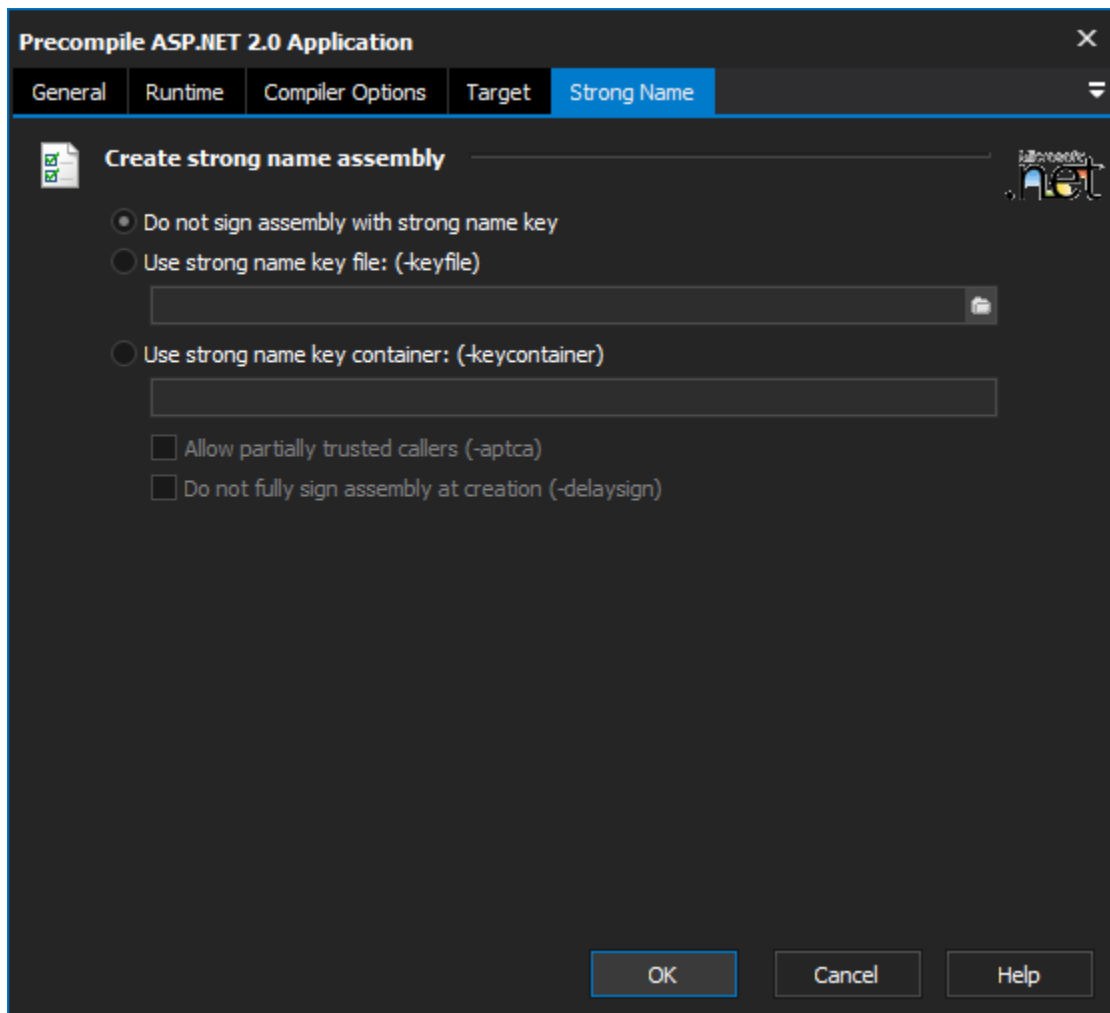 Precompile ASP.NET 2.0 Application
General Runtime Compiler Options Target Strong Name
Create strong name assembly
Microsoft
.net
Do not sign assembly with strong name key
Use strong name key file: (-keyfile)
Use strong name key container: (-keycontainer)
Allow partially trusted callers (-aptca)
Do not fully sign assembly at creation (-delaysign)
OK Cancel Help